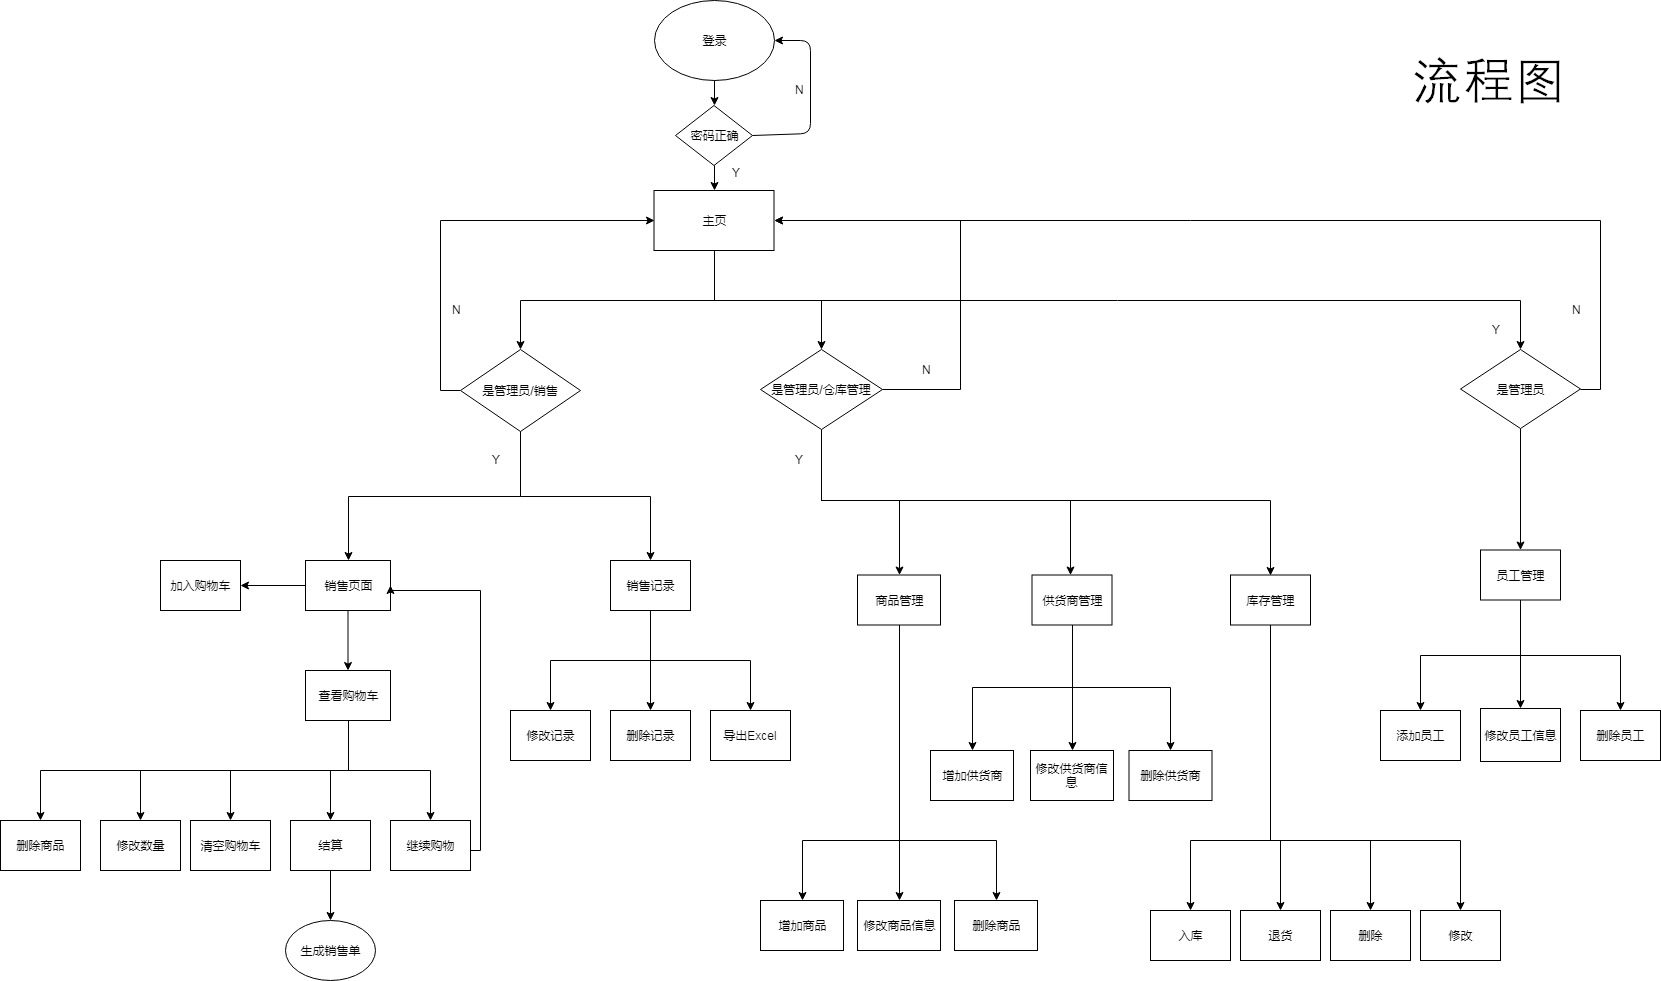 登录
流程图
N
密码正确
Y
主页
N
N
Y
N
是管理员/销售
是管理员/仓库管理
是管理员
Y
Y
加入购物车
销售页面
销售记录
商品管理
供货商管理
库存管理
员工管理
查看购物车
修改记录
删除记录
导出Excel
添加员工
修改员工信息
删除员工
增加供货商
修改供货商信
息
删除供货商
删除商品
修改数量
清空购物车
结算
继续购物
增加商品
修改商品信息
删除商品
入库
退货
删除
修改
生成销售单